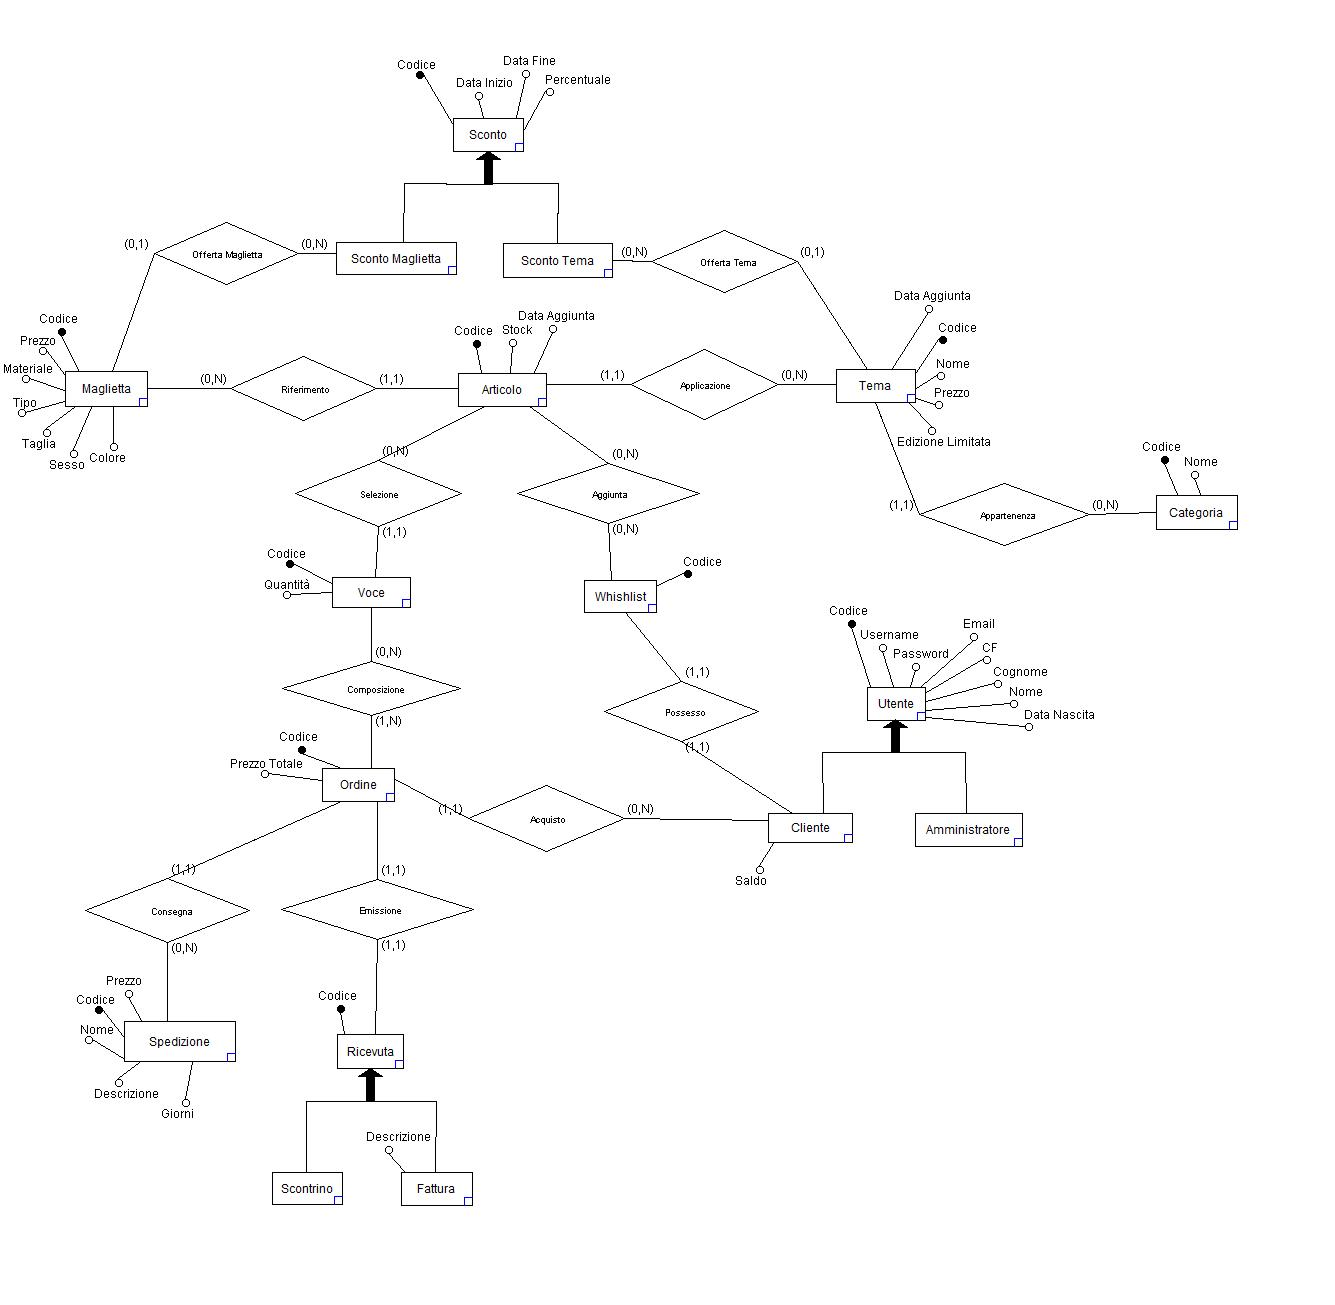 Codice
Data Inizio
Data Fine
Percentuale
Sconto
(0,1)
Offerta Maglietta
(0,N)
Sconto Maglietta
Sconto Tema
(0,N)
Offerta Tema
(0,1)
Codice
Prezzo
Materiale
Tipo
Taglia
Sesso
Colore
Maglietta
(0,N)
Riferimento
(1,1)
Codice
Stock
Data Aggiunta
Articolo
(1,1)
Applicazione
(0,N)
Data Aggiunta
Codice
Nome
Prezzo
Edizione Limitata
Tema
(0,N)
Selezione
(1,1)
(0,N)
Aggiunta
(0,N)
(1,1)
Appartenenza
(0,N)
Codice
Nome
Categoria
Codice
Quantità
Voce
Whishlist
Codice
(0,N)
Composizione
(1,N)
(1,1)
Possesso
(1,1)
Codice
Username
Password
Email
CF
Cognome
Nome
Data Nascita
Utente
Codice
Prezzo Totale
Ordine
(1,1)
Acquisto
(0,N)
Cliente
Saldo
Amministratore
(1,1)
Consegna
(0,N)
(1,1)
Emissione
(1,1)
Prezzo
Codice
Nome
Descrizione
Giorni
Spedizione
Codice
Ricevuta
Descrizione
Scontrino
Fattura